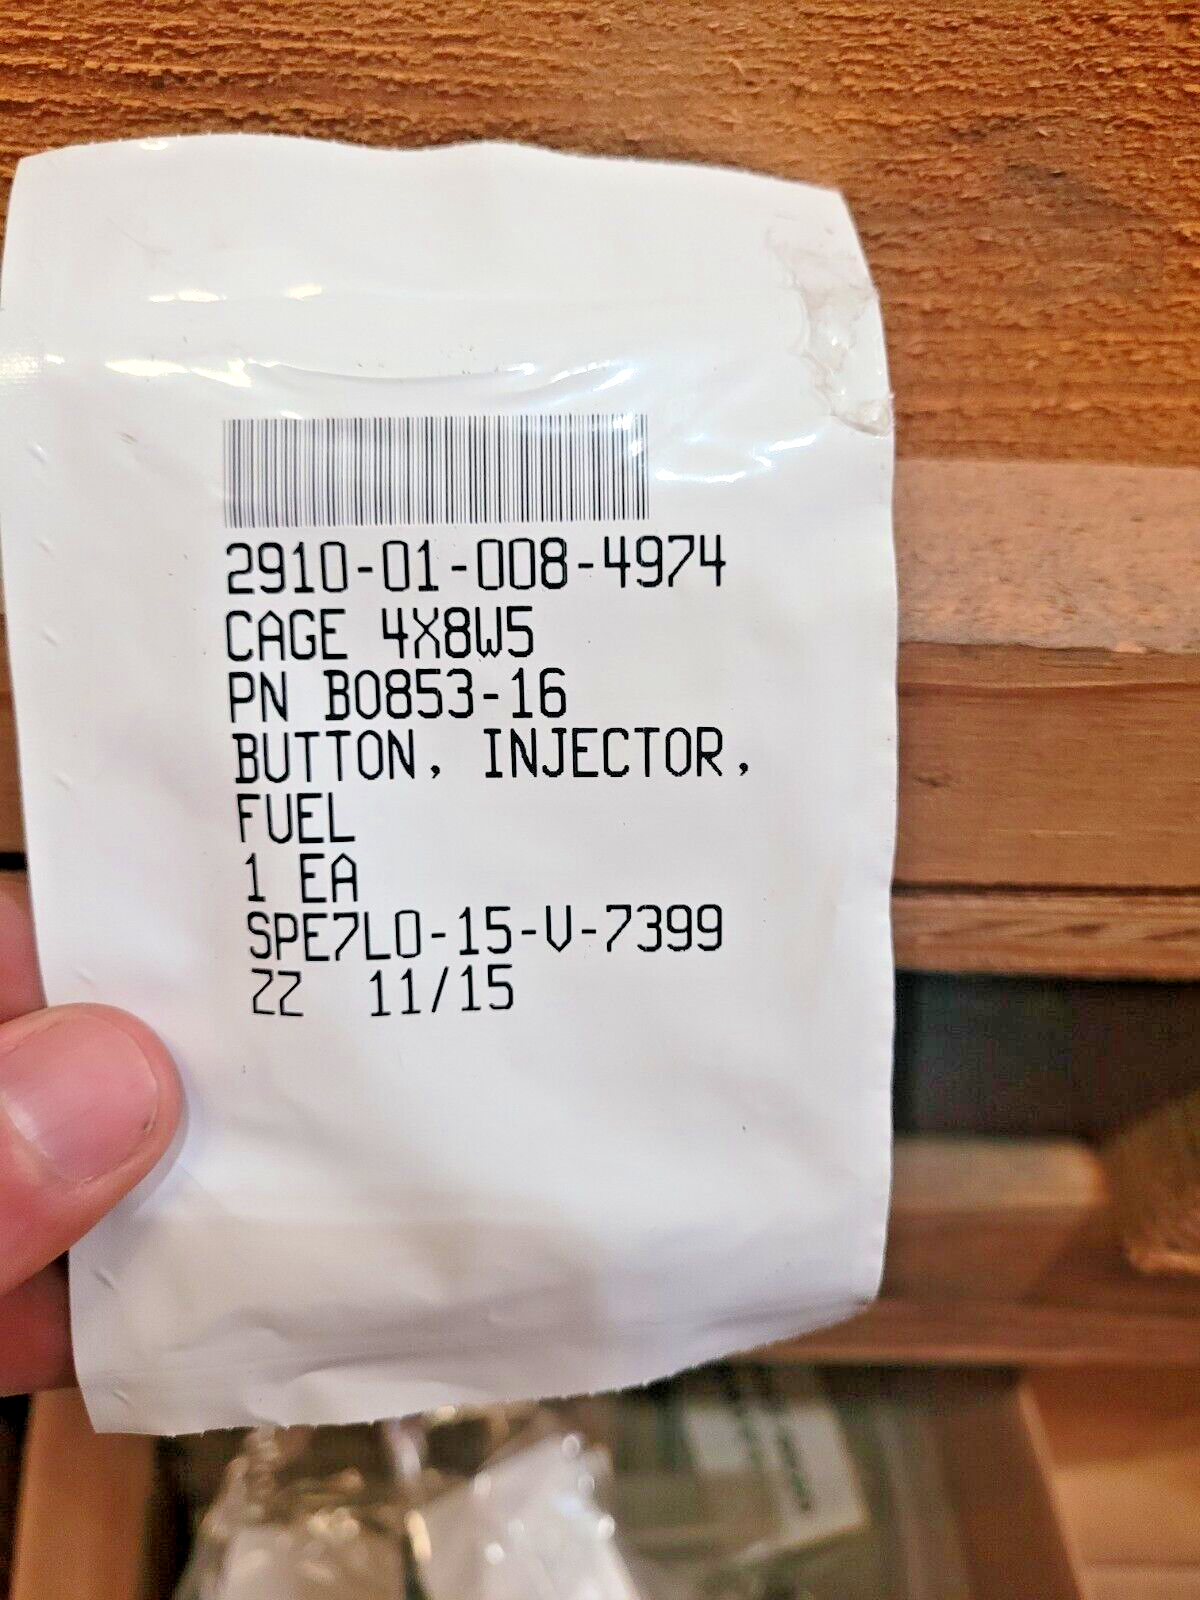 2910-01-008-4974
CAGE 4X8W5
PN B0853-16
BUTTON, INJECTOR,
FUEL
1 EA
SPE7L0-15-V-7399
ZZ 11/15